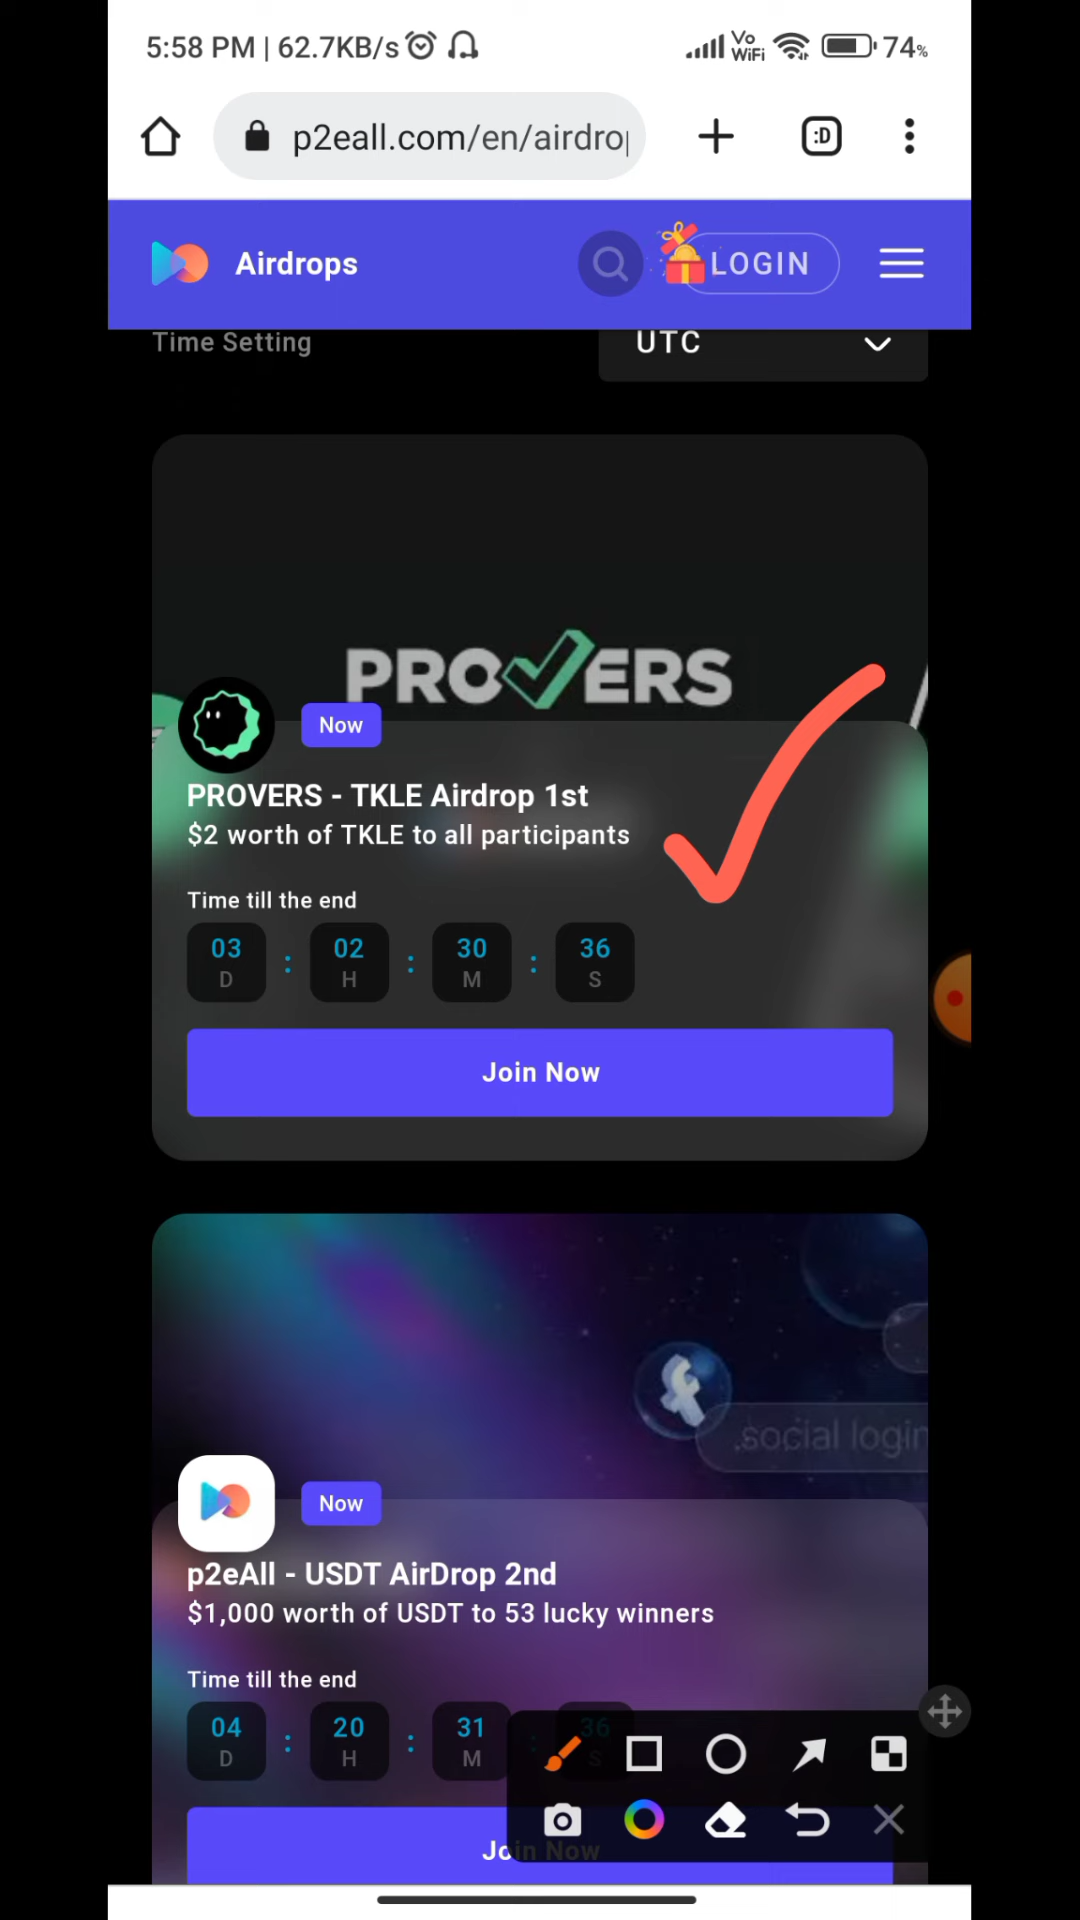 5:58 PM | 62.7KB/s
Vo WiFi
74%
p2eall.com/en/airdro
:D
Airdrops
LOGIN
Time Setting
UTC
PROVERS
Now
PROVERS - TKLE Airdrop 1st
$2 worth of TKLE to all participants
Time till the end
03 : 02 : 30 : 36
D H M S
Join Now
.social login
Now
p2eAll - USDT AirDrop 2nd
$1,000 worth of USDT to 53 lucky winners
Time till the end
04 : 20 : 31 : 36
D H M S
Join Now